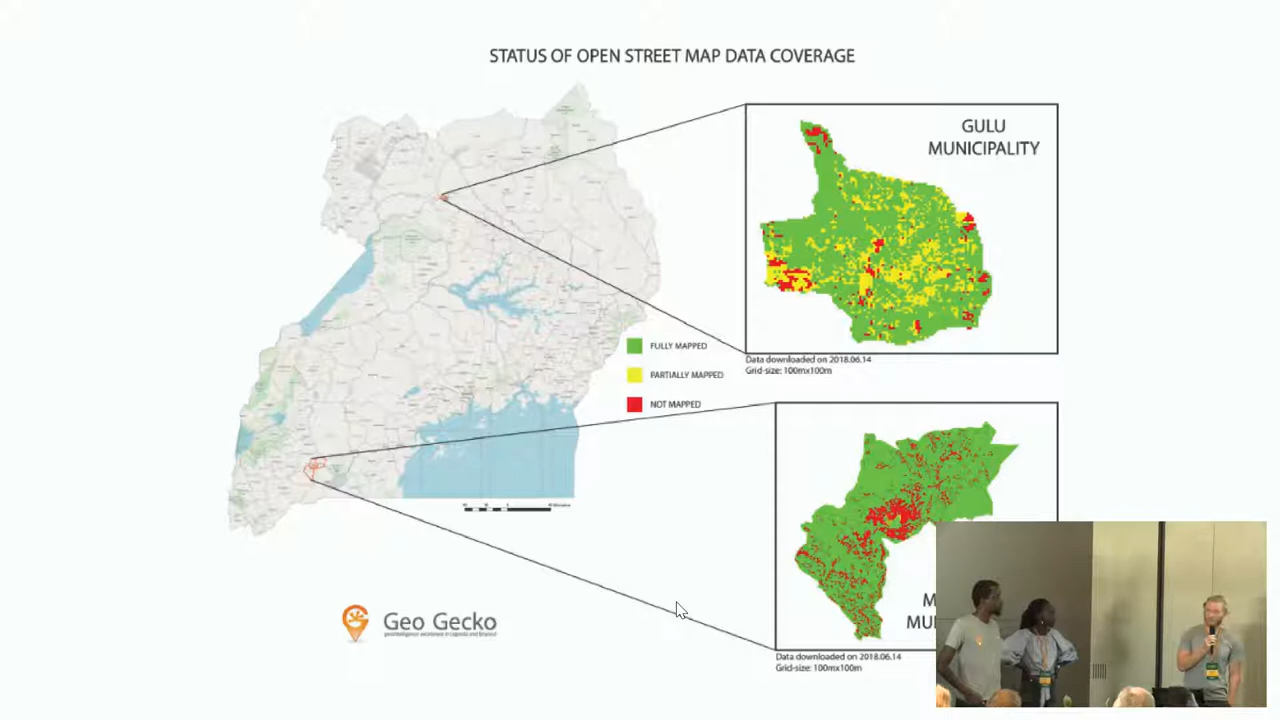 STATUS OF OPEN STREET MAP DATA COVERAGE
GULU
MUNICIPALITY
FULLY MAPPED
PARTIALLY MAPPED
NOT MAPPED
Data downloaded on 2018.06.14
Grid-size: 100mx100m
M
MU
Data downloaded on 2018.06.14
Grid-size: 100mx100m
Geo Gecko